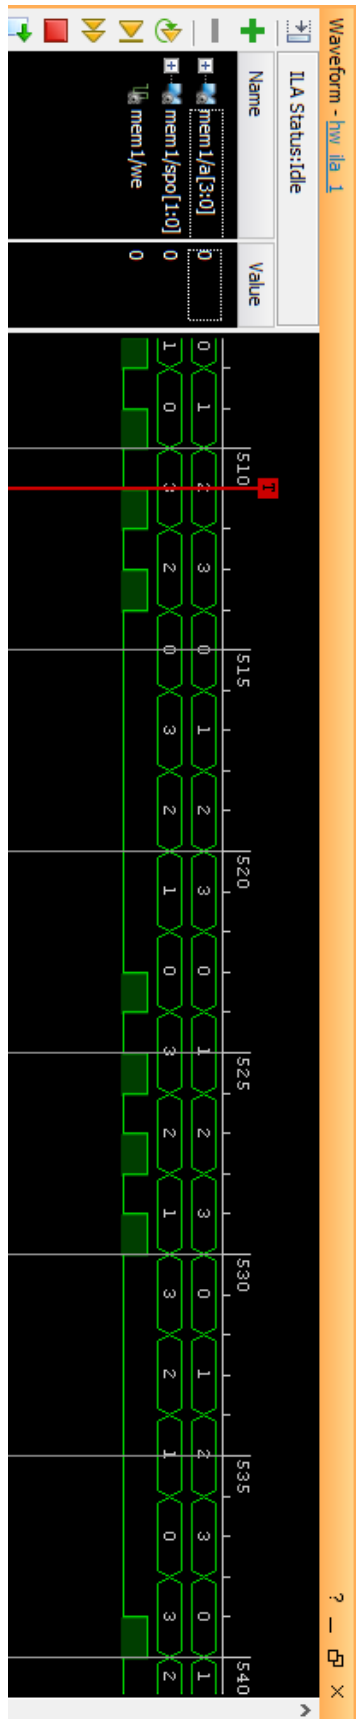 Waveform - hw_ila_1
ILA Status:Idle
T
Name Value 510 515 520 525 530 535 540
mem1/a[3:0] 0 0 1 2 3 0 1 2 3 0 1 2 3 0 1 2 3 0 1
mem1/spo[1:0] 0 1 0 3 2 0 3 2 1 0 3 2 1 3 2 1 0 3 2
mem1/we 0